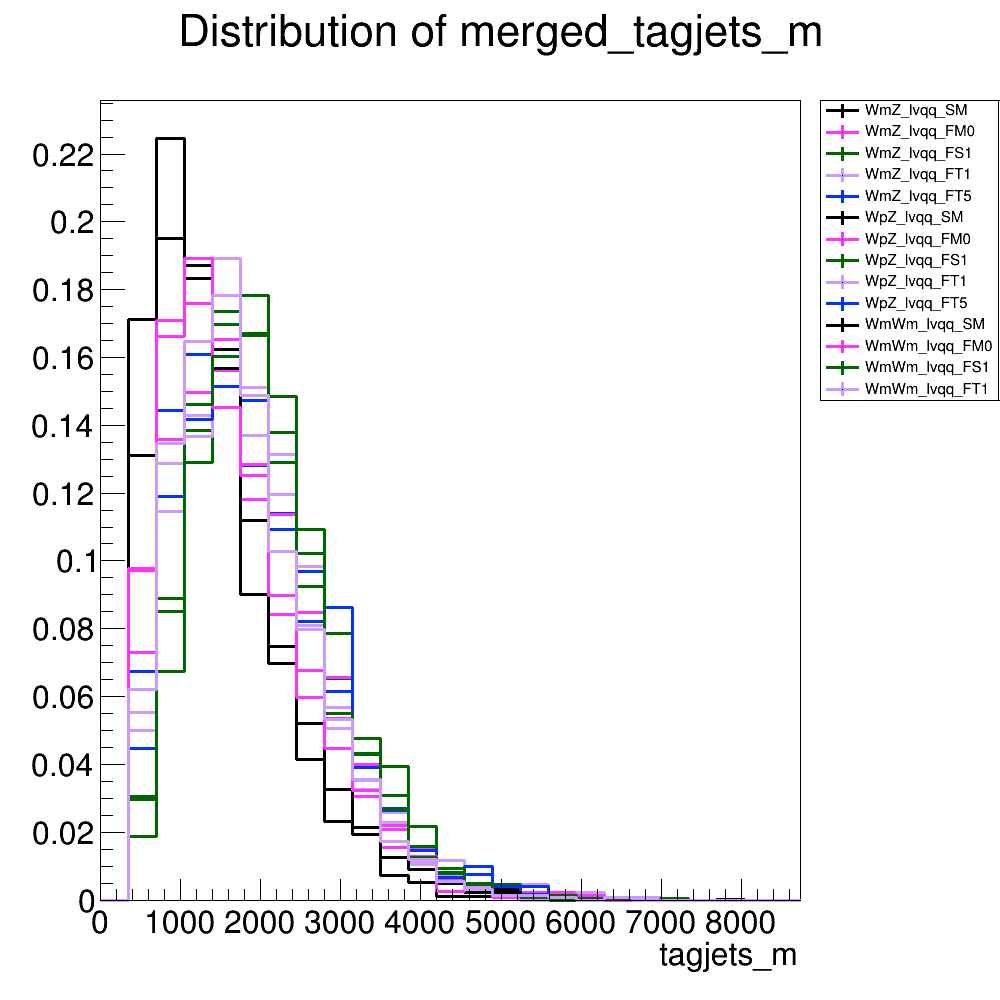 Distribution of merged_tagjets_m
WmZ_lvqq_SM
WmZ_lvqq_FM0
WmZ_lvqq_FS1
WmZ_lvqq_FT1
WmZ_lvqq_FT5
WpZ_lvqq_SM
WpZ_lvqq_FM0
WpZ_lvqq_FS1
WpZ_lvqq_FT1
WpZ_lvqq_FT5
WmWm_lvqq_SM
WmWm_lvqq_FM0
WmWm_lvqq_FS1
WmWm_lvqq_FT1
0.22
0.2
0.18
0.16
0.14
0.12
0.1
0.08
0.06
0.04
0.02
0
0 1000 2000 3000 4000 5000 6000 7000 8000
tagjets_m